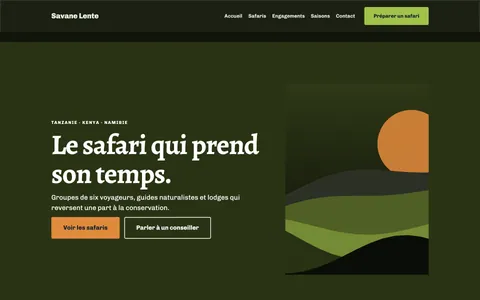 Savane Lente
Accueil Safaris Engagements Saisons Contact Préparer un safari
TANZANIE · KENYA · NAMIBIE
Le safari qui prend
son temps.
Groupes de six voyageurs, guides naturalistes et lodges qui
reversent une part à la conservation.
Voir les safaris Parler à un conseiller